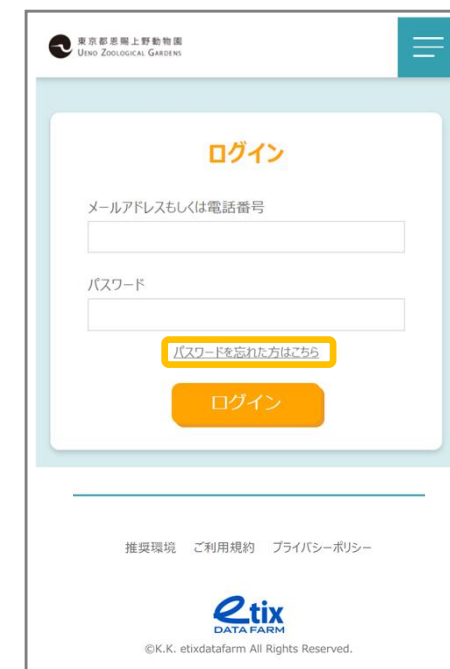 東京都恩賜上野動物園
UENO ZOOLOGICAL GARDENS
ログイン
メールアドレスもしくは電話番号
パスワード
パスワードを忘れた方はこちら
ログイン
推奨環境 ご利用規約 プライバシーポリシー
etix
DATA FARM
©K.K. etixdatafarm All Rights Reserved.